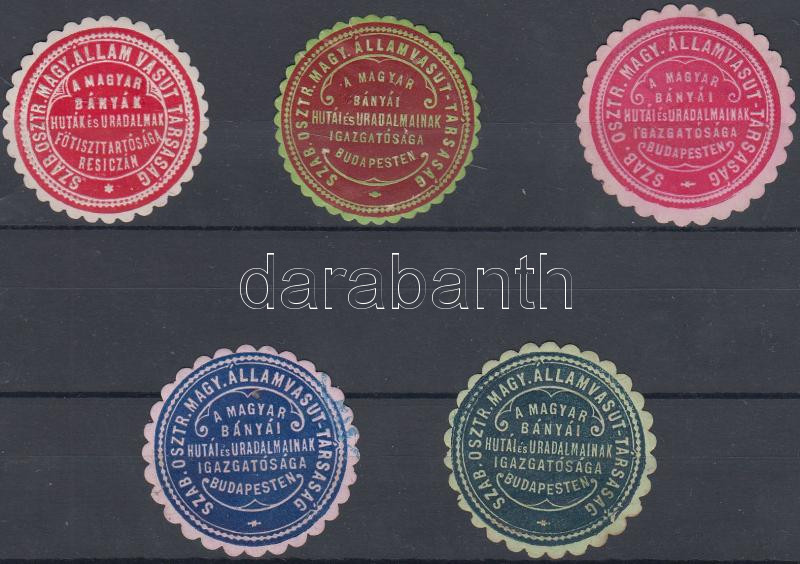 SZAB. OSZTR. MAGY. ÁLLAM VASUT TÁRSASÁG
A MAGYAR
BÁNYÁK
HUTÁK ÉS URADALMAK
FŐTISZTTARTÓSÁGA
RESICZÁN
SZAB. OSZTR. MAGY. ÁLLAMVASUT-TÁRSASÁG
A MAGYAR
BÁNYÁI
HUTÁI ÉS URADALMAINAK
IGAZGATÓSÁGA
BUDAPESTEN
SZAB. OSZTR. MAGY. ÁLLAMVASUT-TÁRSASÁG
A MAGYAR
BÁNYÁI
HUTÁI ÉS URADALMAINAK
IGAZGATÓSÁGA
BUDAPESTEN
darabanth
SZAB. OSZTR. MAGY. ÁLLAMVASUT-TÁRSASÁG
A MAGYAR
BÁNYÁI
HUTÁI ÉS URADALMAINAK
IGAZGATÓSÁGA
BUDAPESTEN
SZAB. OSZTR. MAGY. ÁLLAMVASUT-TÁRSASÁG
A MAGYAR
BÁNYÁI
HUTÁI ÉS URADALMAINAK
IGAZGATÓSÁGA
BUDAPESTEN